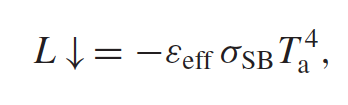 L↓ = −ε_eff σ_SB T_a^4,